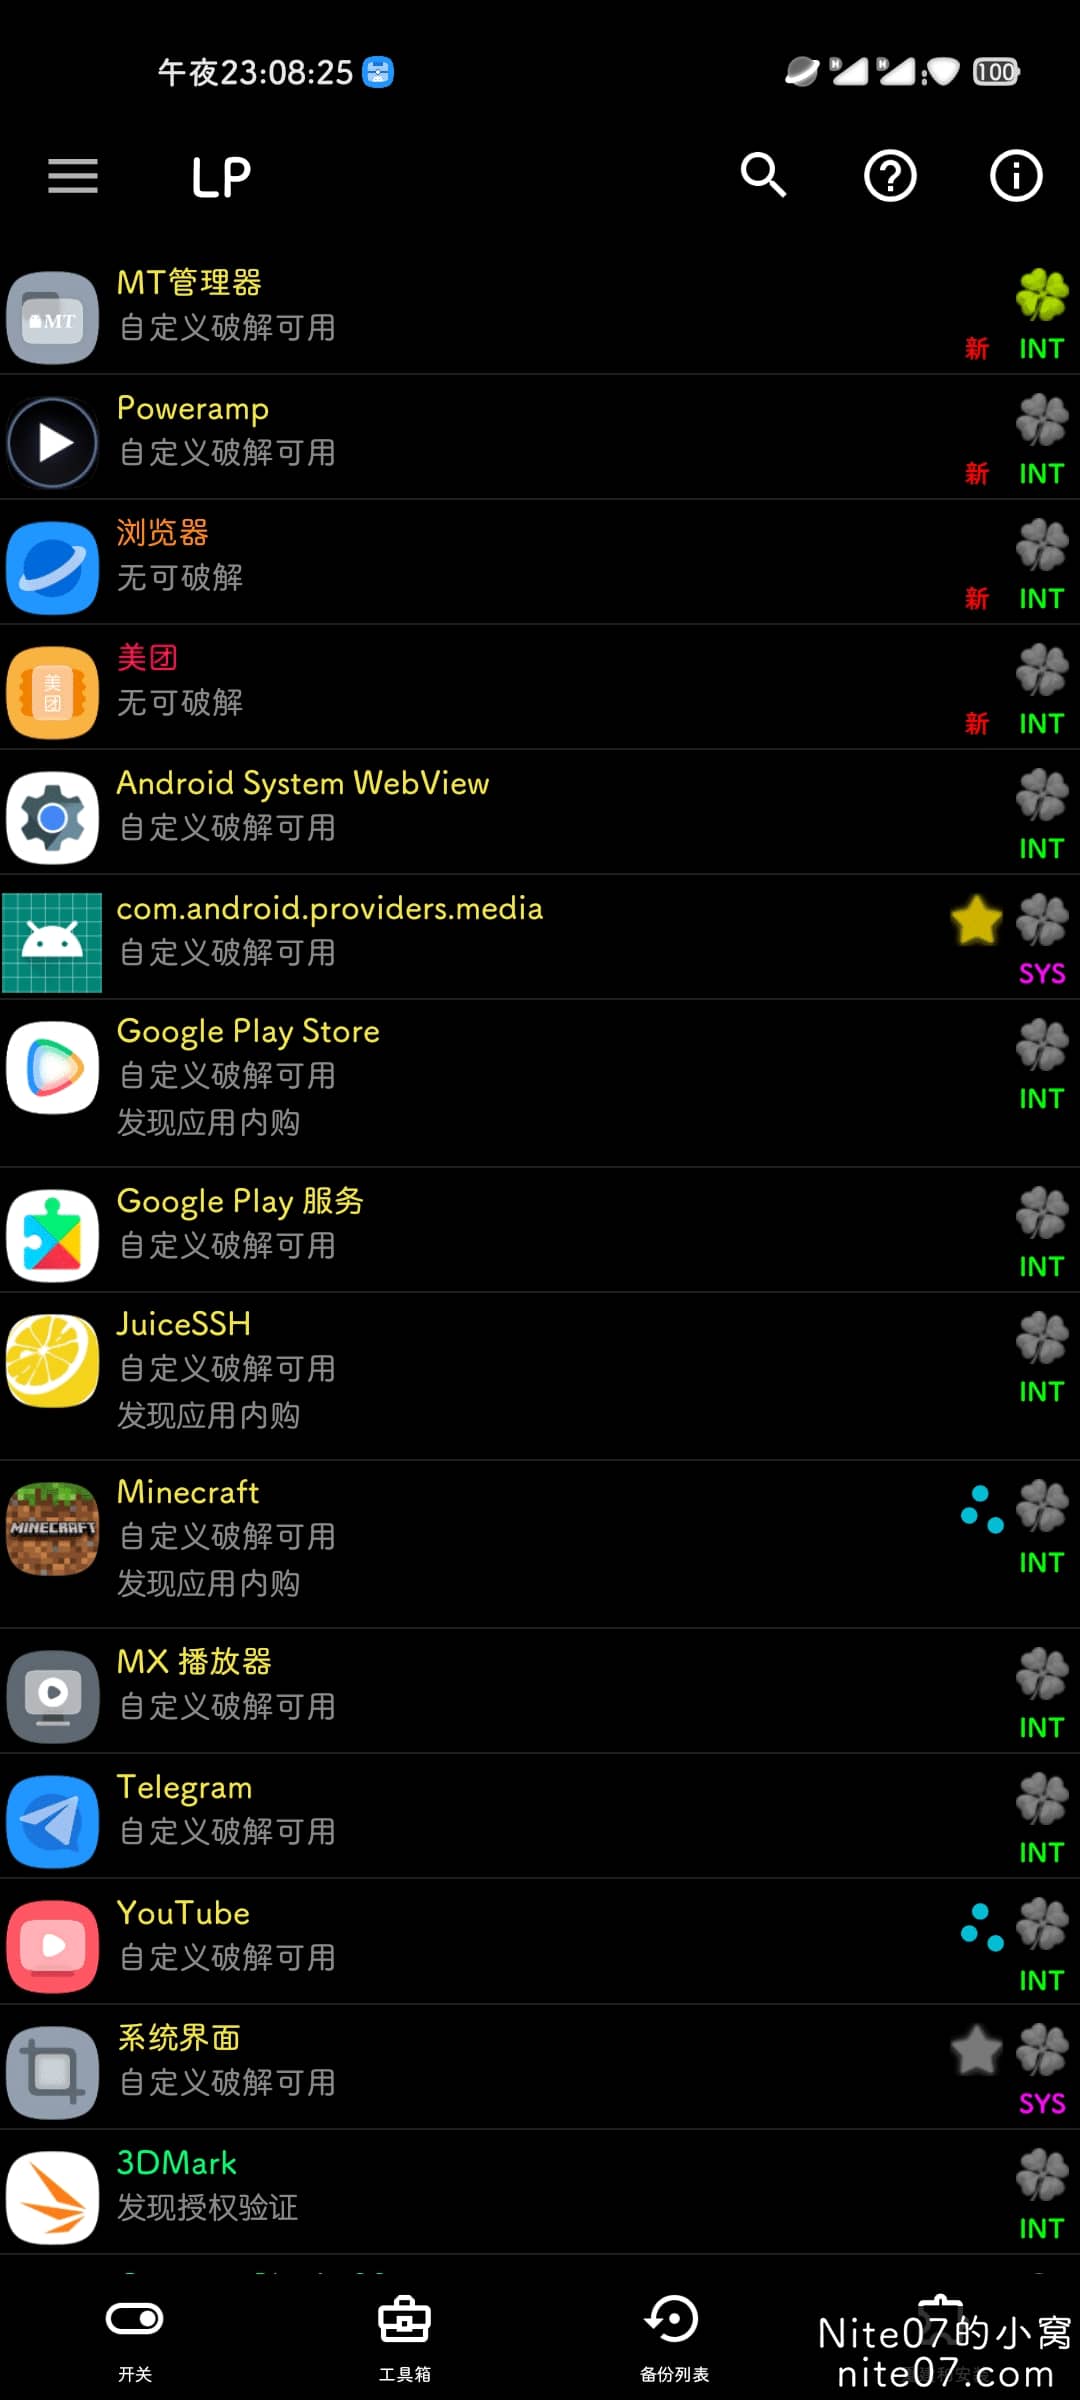 午夜23:08:25
100
LP
MT管理器
自定义破解可用
新 INT
Poweramp
自定义破解可用
新 INT
浏览器
无可破解
新 INT
美团
无可破解
新 INT
Android System WebView
自定义破解可用
INT
com.android.providers.media
自定义破解可用
SYS
Google Play Store
自定义破解可用
发现应用内购
INT
Google Play 服务
自定义破解可用
INT
JuiceSSH
自定义破解可用
发现应用内购
INT
Minecraft
自定义破解可用
发现应用内购
INT
MX 播放器
自定义破解可用
INT
Telegram
自定义破解可用
INT
YouTube
自定义破解可用
INT
系统界面
自定义破解可用
SYS
3DMark
发现授权验证
INT
开关
工具箱
备份列表
Nite07的小窝
nite07.com